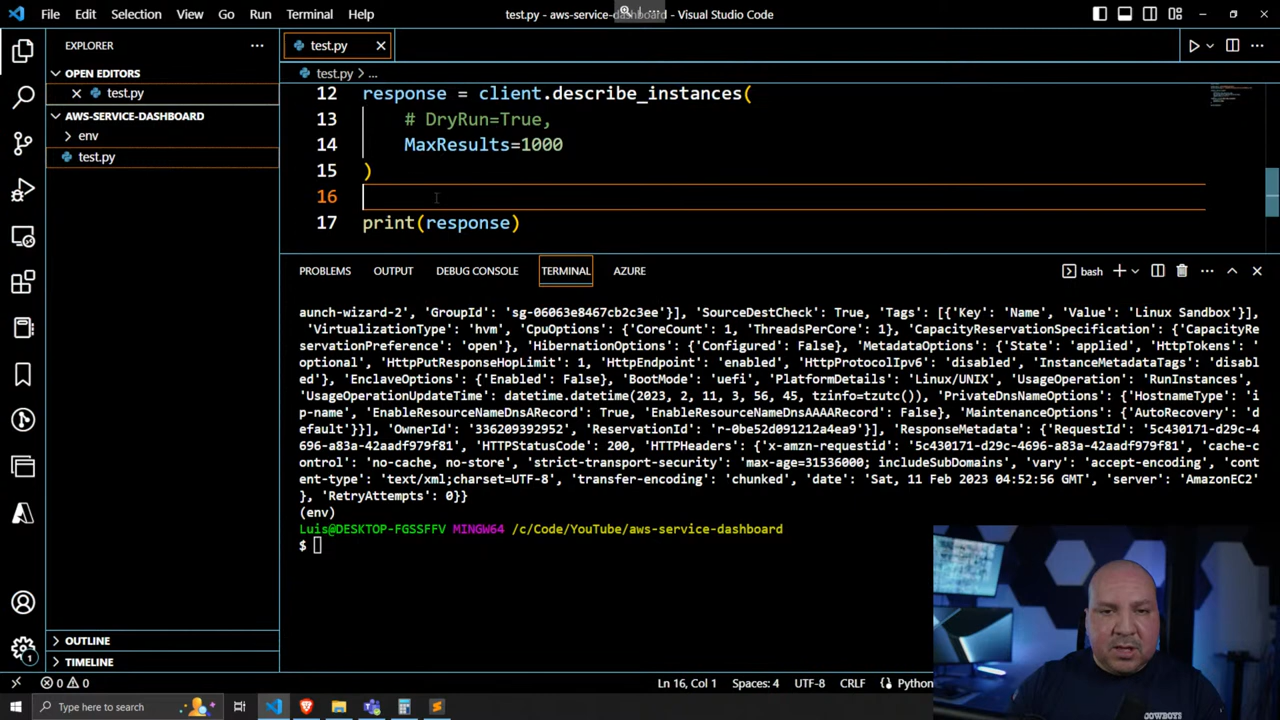 File Edit Selection View Go Run Terminal Help
test.py - aws-service-dashboard - Visual Studio Code
EXPLORER
OPEN EDITORS
test.py
AWS-SERVICE-DASHBOARD
env
test.py
OUTLINE
TIMELINE
test.py
test.py > ...
12 response = client.describe_instances(
13 # DryRun=True,
14 MaxResults=1000
15 )
16
17 print(response)
PROBLEMS OUTPUT DEBUG CONSOLE TERMINAL AZURE
bash
aunch-wizard-2', 'GroupId': 'sg-06063e8467cb2c3ee'}], 'SourceDestCheck': True, 'Tags': [{'Key': 'Name', 'Value': 'Linux Sandbox'}],
'VirtualizationType': 'hvm', 'CpuOptions': {'CoreCount': 1, 'ThreadsPerCore': 1}, 'CapacityReservationSpecification': {'CapacityRe
servationPreference': 'open'}, 'HibernationOptions': {'Configured': False}, 'MetadataOptions': {'State': 'applied', 'HttpTokens': '
optional', 'HttpPutResponseHopLimit': 1, 'HttpEndpoint': 'enabled', 'HttpProtocolIpv6': 'disabled', 'InstanceMetadataTags': 'disabl
ed'}, 'EnclaveOptions': {'Enabled': False}, 'BootMode': 'uefi', 'PlatformDetails': 'Linux/UNIX', 'UsageOperation': 'RunInstances',
'UsageOperationUpdateTime': datetime.datetime(2023, 2, 11, 3, 56, 45, tzinfo=tzutc()), 'PrivateDnsNameOptions': {'HostnameType': 'i
p-name', 'EnableResourceNameDnsARecord': True, 'EnableResourceNameDnsAAAARecord': False}, 'MaintenanceOptions': {'AutoRecovery': 'd
efault'}}], 'OwnerId': '336209392952', 'ReservationId': 'r-0be52d091212a4ea9'}], 'ResponseMetadata': {'RequestId': '5c430171-d29c-4
696-a83a-42aadf979f81', 'HTTPStatusCode': 200, 'HTTPHeaders': {'x-amzn-requestid': '5c430171-d29c-4696-a83a-42aadf979f81', 'cache-c
ontrol': 'no-cache, no-store', 'strict-transport-security': 'max-age=31536000; includeSubDomains', 'vary': 'accept-encoding', 'cont
ent-type': 'text/xml;charset=UTF-8', 'transfer-encoding': 'chunked', 'date': 'Sat, 11 Feb 2023 04:52:56 GMT', 'server': 'AmazonEC2'
}, 'RetryAttempts': 0}}
(env)
Luis@DESKTOP-FGSSFFV MINGW64 /c/Code/YouTube/aws-service-dashboard
$
1
0 0
Ln 16, Col 1 Spaces: 4 UTF-8 CRLF Python
COWBOYS
Type here to search